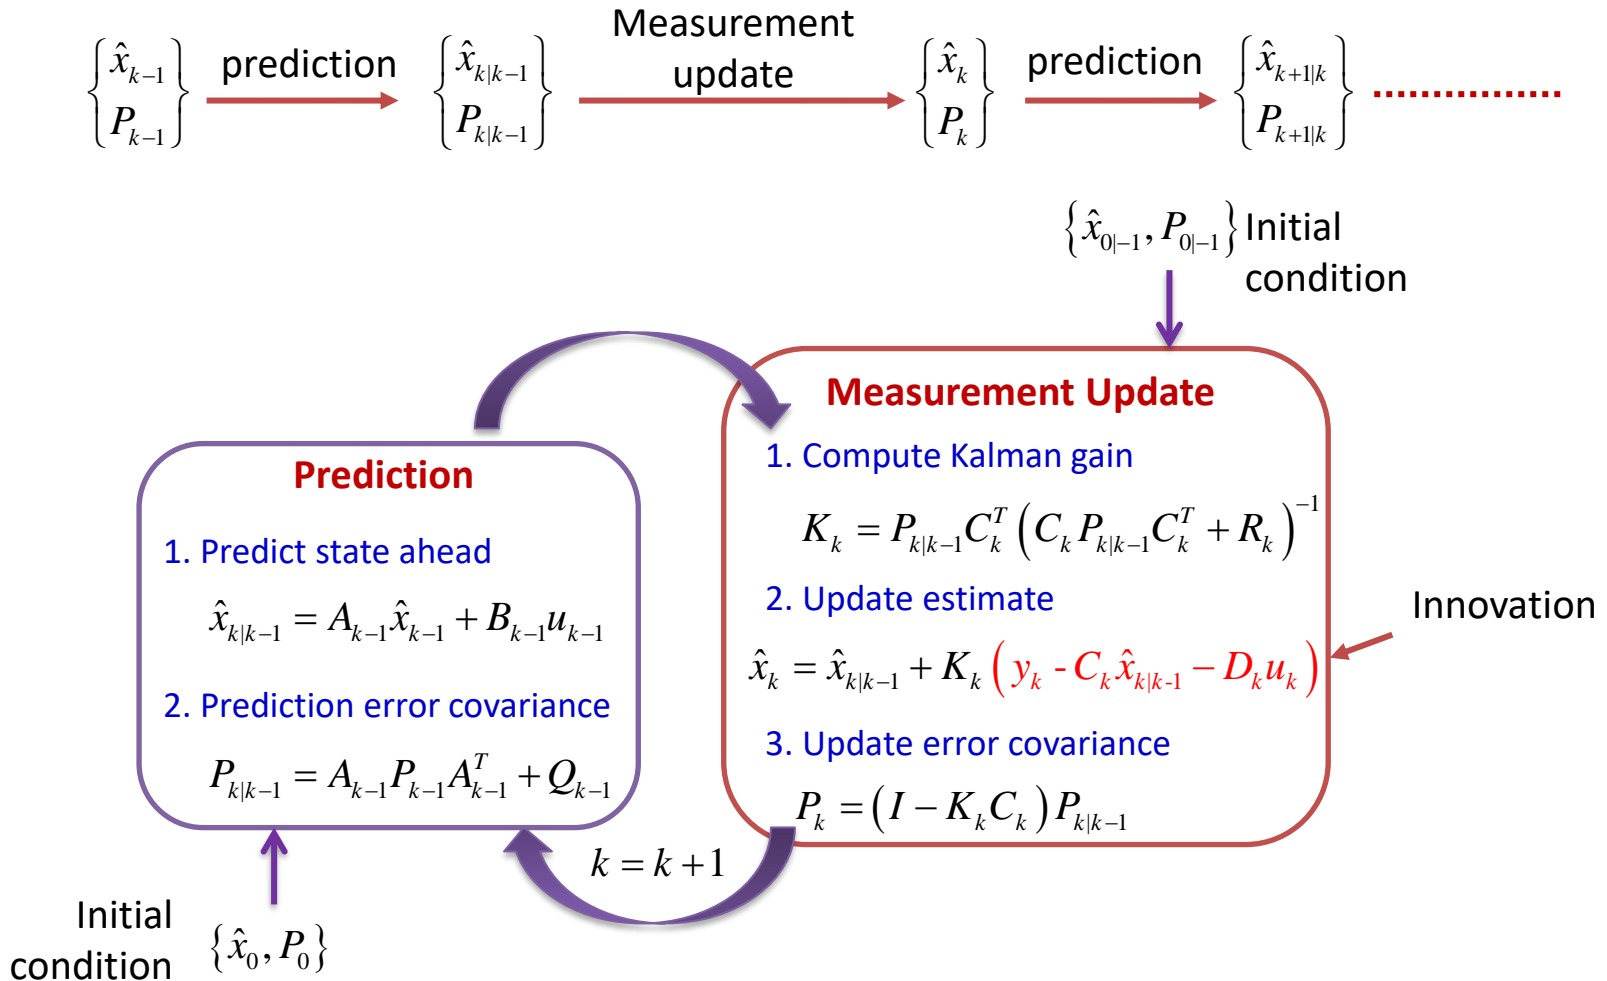 {x̂_{k−1} P_{k−1}} prediction {x̂_{k|k−1} P_{k|k−1}} Measurement update {x̂_k P_k} prediction {x̂_{k+1|k} P_{k+1|k}} ................
{x̂_{0|−1}, P_{0|−1}} Initial
condition
Measurement Update
1. Compute Kalman gain
K_k = P_{k|k−1} C_k^T (C_k P_{k|k−1} C_k^T + R_k)^{−1}
2. Update estimate
x̂_k = x̂_{k|k−1} + K_k (y_k - C_k x̂_{k|k-1} − D_k u_k)
3. Update error covariance
P_k = (I − K_k C_k) P_{k|k−1}
Innovation
Prediction
1. Predict state ahead
x̂_{k|k−1} = A_{k−1} x̂_{k−1} + B_{k−1} u_{k−1}
2. Prediction error covariance
P_{k|k−1} = A_{k−1} P_{k−1} A_{k−1}^T + Q_{k−1}
k = k + 1
Initial
condition {x̂_0, P_0}